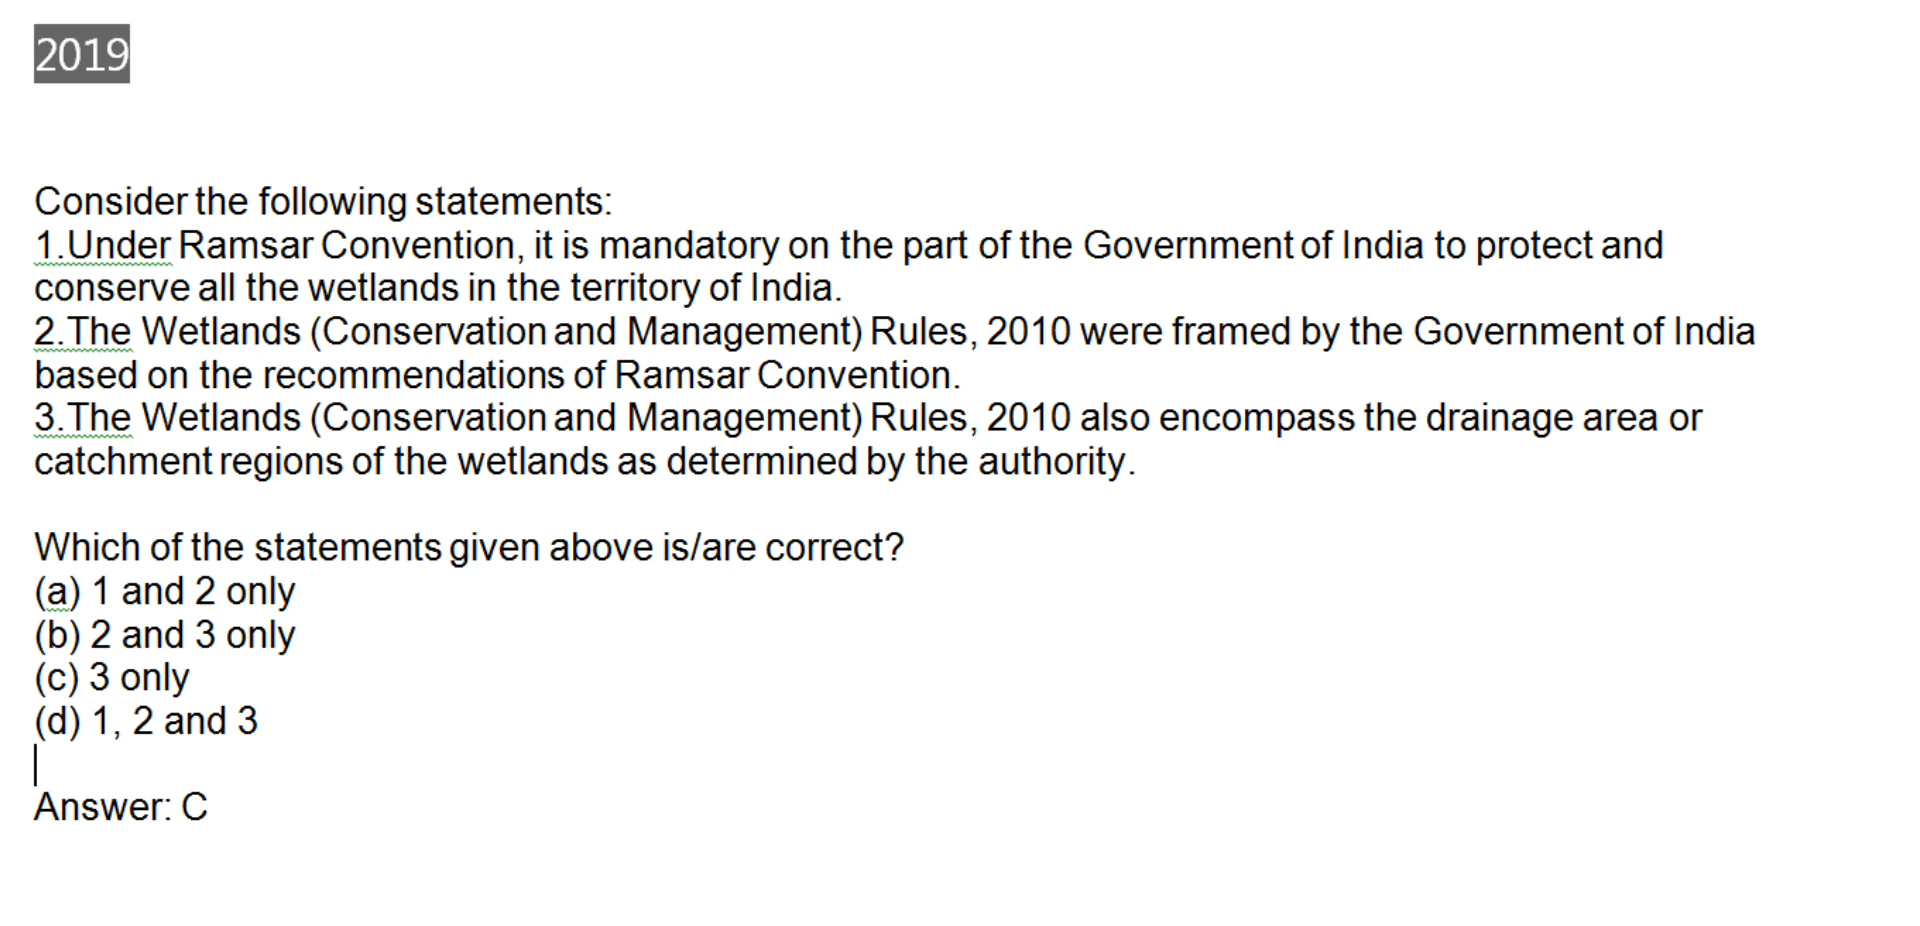 2019
Consider the following statements:
1.Under Ramsar Convention, it is mandatory on the part of the Government of India to protect and
conserve all the wetlands in the territory of India.
2.The Wetlands (Conservation and Management) Rules, 2010 were framed by the Government of India
based on the recommendations of Ramsar Convention.
3.The Wetlands (Conservation and Management) Rules, 2010 also encompass the drainage area or
catchment regions of the wetlands as determined by the authority.
Which of the statements given above is/are correct?
(a) 1 and 2 only
(b) 2 and 3 only
(c) 3 only
(d) 1, 2 and 3
Answer: C